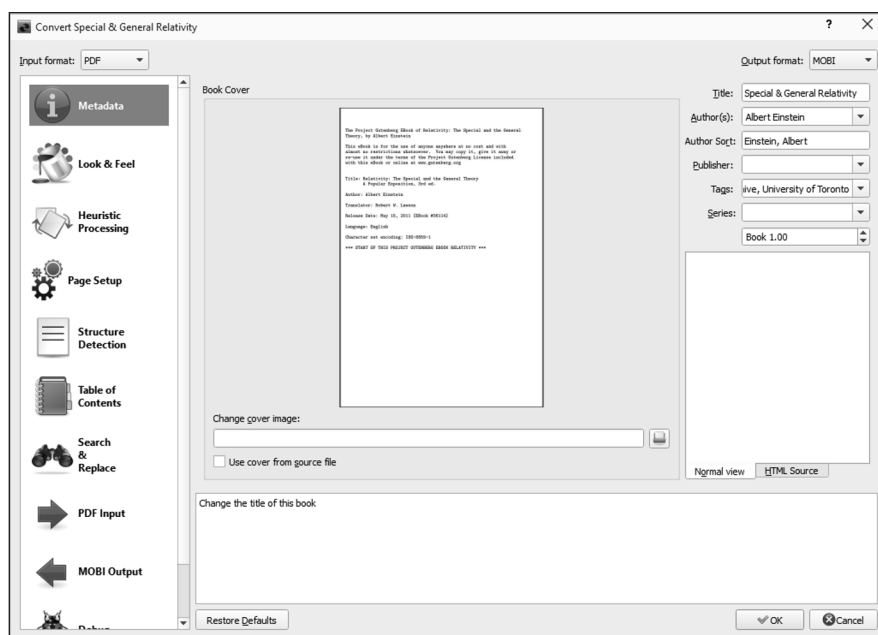 Convert Special & General Relativity
?
Input format: PDF
Output format: MOBI
Metadata
Look & Feel
Heuristic
Processing
Page Setup
Structure
Detection
Table of
Contents
Search
&
Replace
PDF Input
MOBI Output
Debug
Book Cover
The Project Gutenberg EBook of Relativity: The Special and the General
Theory, by Albert Einstein
This eBook is for the use of anyone anywhere at no cost and with
almost no restrictions whatsoever. You may copy it, give it away or
re-use it under the terms of the Project Gutenberg License included
with this eBook or online at www.gutenberg.org
Title: Relativity: The Special and the General Theory
A Popular Exposition, 3rd ed.
Author: Albert Einstein
Translator: Robert W. Lawson
Release Date: May 15, 2011 [EBook #36114]
Language: English
Character set encoding: ISO-8859-1
*** START OF THIS PROJECT GUTENBERG EBOOK RELATIVITY ***
Change cover image:
Use cover from source file
Title: Special & General Relativity
Author(s): Albert Einstein
Author Sort: Einstein, Albert
Publisher:
Tags: ive, University of Toronto
Series:
Book 1.00
Normal view
HTML Source
Change the title of this book
Restore Defaults
OK
Cancel